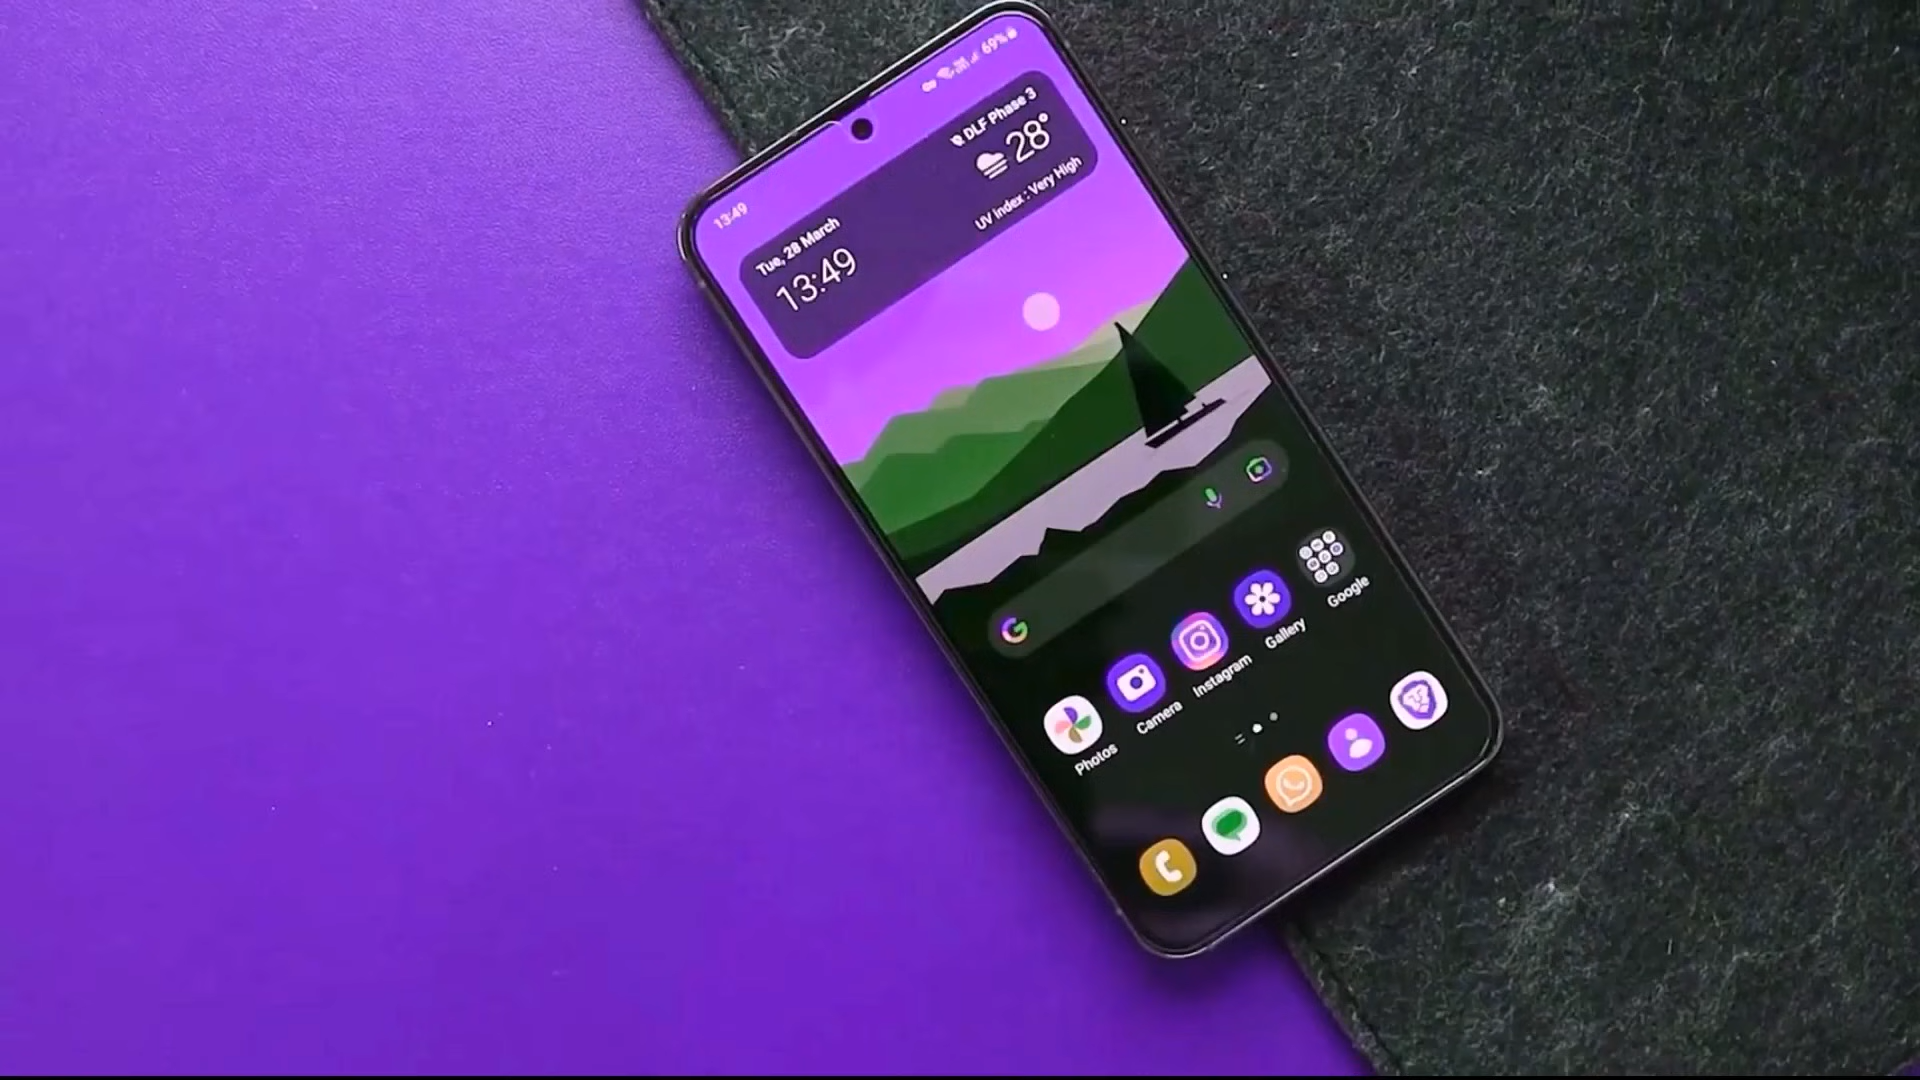 13:49
69%
Tue, 28 March
13:49
DLF Phase 3
28°
UV index : Very High
Photos
Camera
Instagram
Gallery
Google